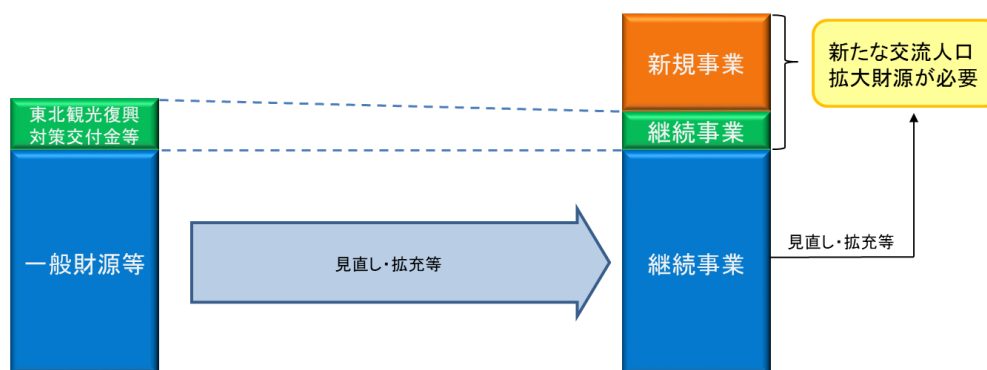 新規事業
新たな交流人口
拡大財源が必要
東北観光復興
対策交付金等
継続事業
見直し・拡充等
一般財源等
見直し・拡充等
継続事業